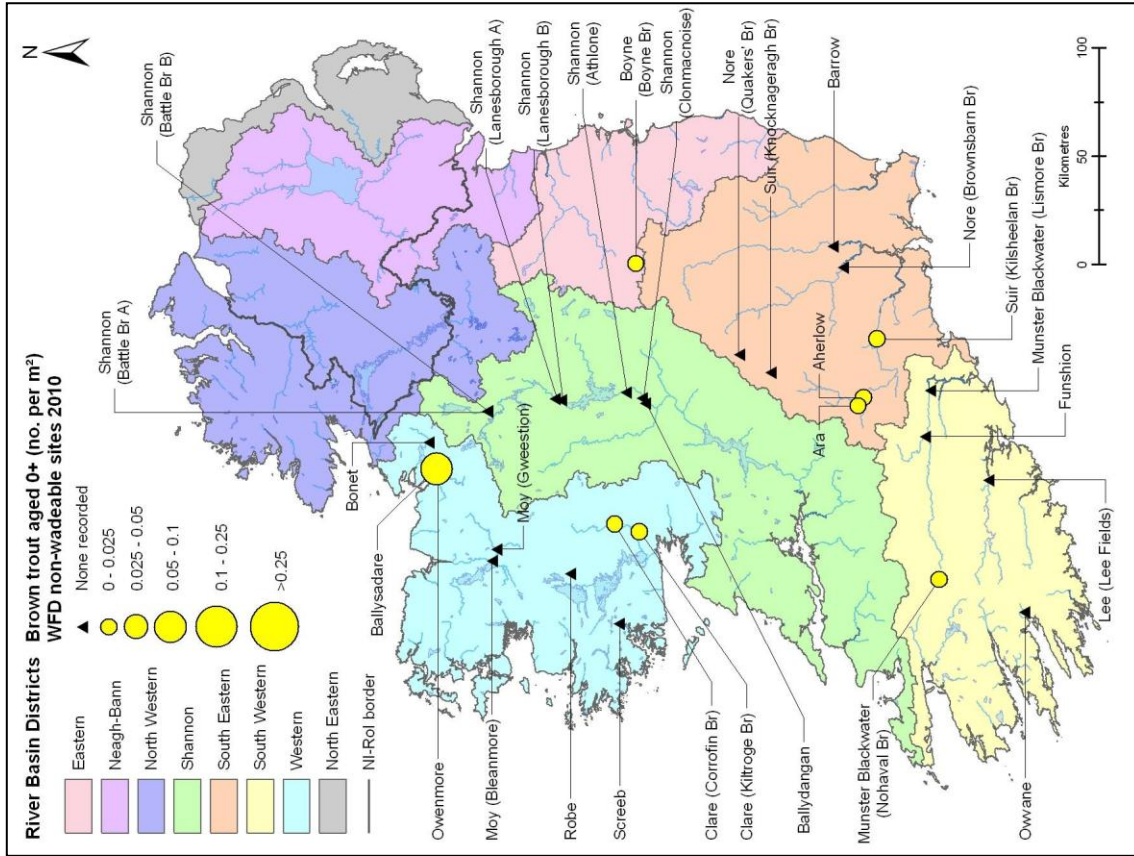 River Basin Districts
Eastern
Neagh-Bann
North Western
Shannon
South Eastern
South Western
Western
North Eastern
NI-RoI border
Brown trout aged 0+ (no. per m²)
WFD non-wadeable sites 2010
None recorded
0 - 0.025
0.025 - 0.05
0.05 - 0.1
0.1 - 0.25
>0.25
N
Shannon
(Battle Br B)
Shannon
(Battle Br A)
Bonet
Ballysadare
Owenmore
Moy (Gweestion)
Moy (Bleanmore)
Robe
Screeb
Clare (Corrofin Br)
Clare (Kiltroge Br)
Ballydangan
Munster Blackwater
(Nohaval Br)
Owvane
Shannon
(Lanesborough A)
Shannon
(Lanesborough B)
Shannon
(Athlone)
Boyne
(Boyne Br)
Shannon
(Clonmacnoise)
Nore
(Quakers' Br)
Suir (Knocknageragh Br)
Barrow
Aherlow
Ara
Nore (Brownsbarn Br)
Suir (Kilsheelan Br)
Munster Blackwater (Lismore Br)
Funshion
Lee (Lee Fields)
0
50
100
Kilometres